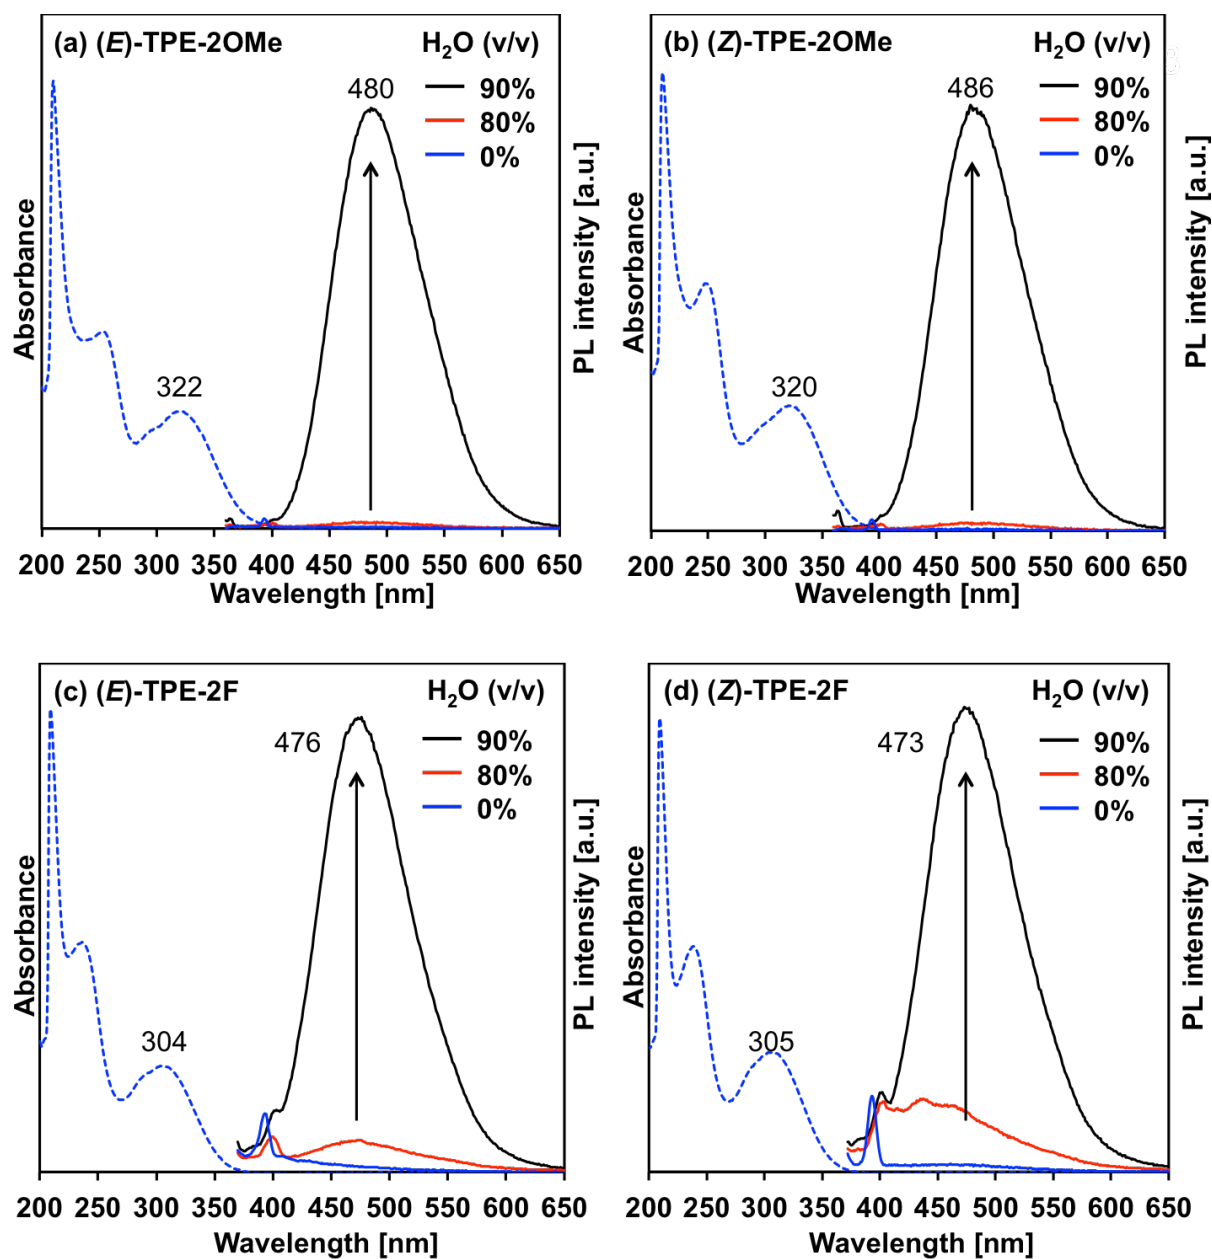 (a) (E)-TPE-2OMe
H₂O (v/v)
90%
80%
0%
480
322
Absorbance
PL intensity [a.u.]
200 250 300 350 400 450 500 550 600 650
Wavelength [nm]
(b) (Z)-TPE-2OMe
H₂O (v/v)
90%
80%
0%
486
320
Absorbance
PL intensity [a.u.]
200 250 300 350 400 450 500 550 600 650
Wavelength [nm]
(c) (E)-TPE-2F
H₂O (v/v)
90%
80%
0%
476
304
Absorbance
PL intensity [a.u.]
200 250 300 350 400 450 500 550 600 650
Wavelength [nm]
(d) (Z)-TPE-2F
H₂O (v/v)
90%
80%
0%
473
305
Absorbance
PL intensity [a.u.]
200 250 300 350 400 450 500 550 600 650
Wavelength [nm]